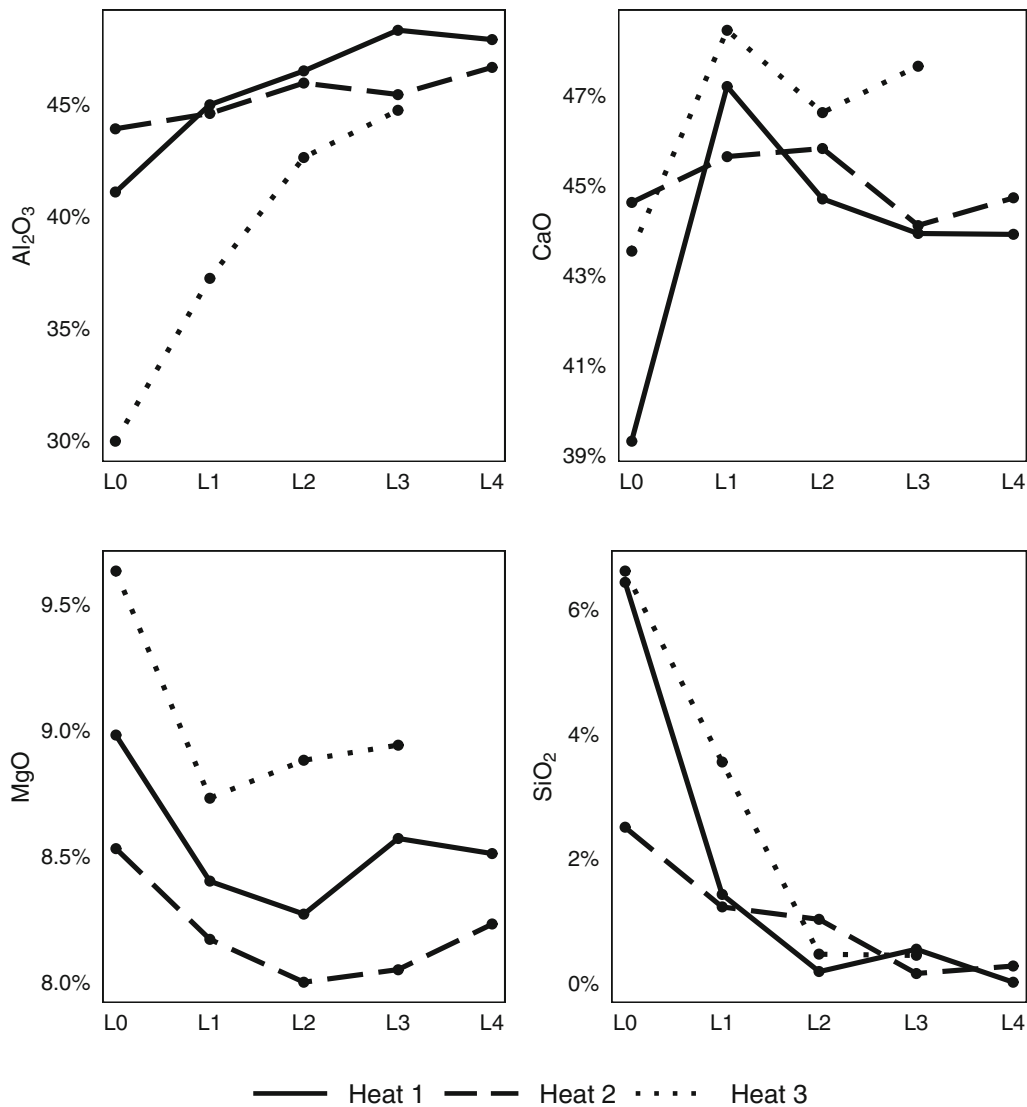 45%
40%
35%
30%
Al₂O₃
L0 L1 L2 L3 L4
47%
45%
43%
41%
39%
CaO
L0 L1 L2 L3 L4
9.5%
9.0%
8.5%
8.0%
MgO
L0 L1 L2 L3 L4
6%
4%
2%
0%
SiO₂
L0 L1 L2 L3 L4
Heat 1 Heat 2 Heat 3